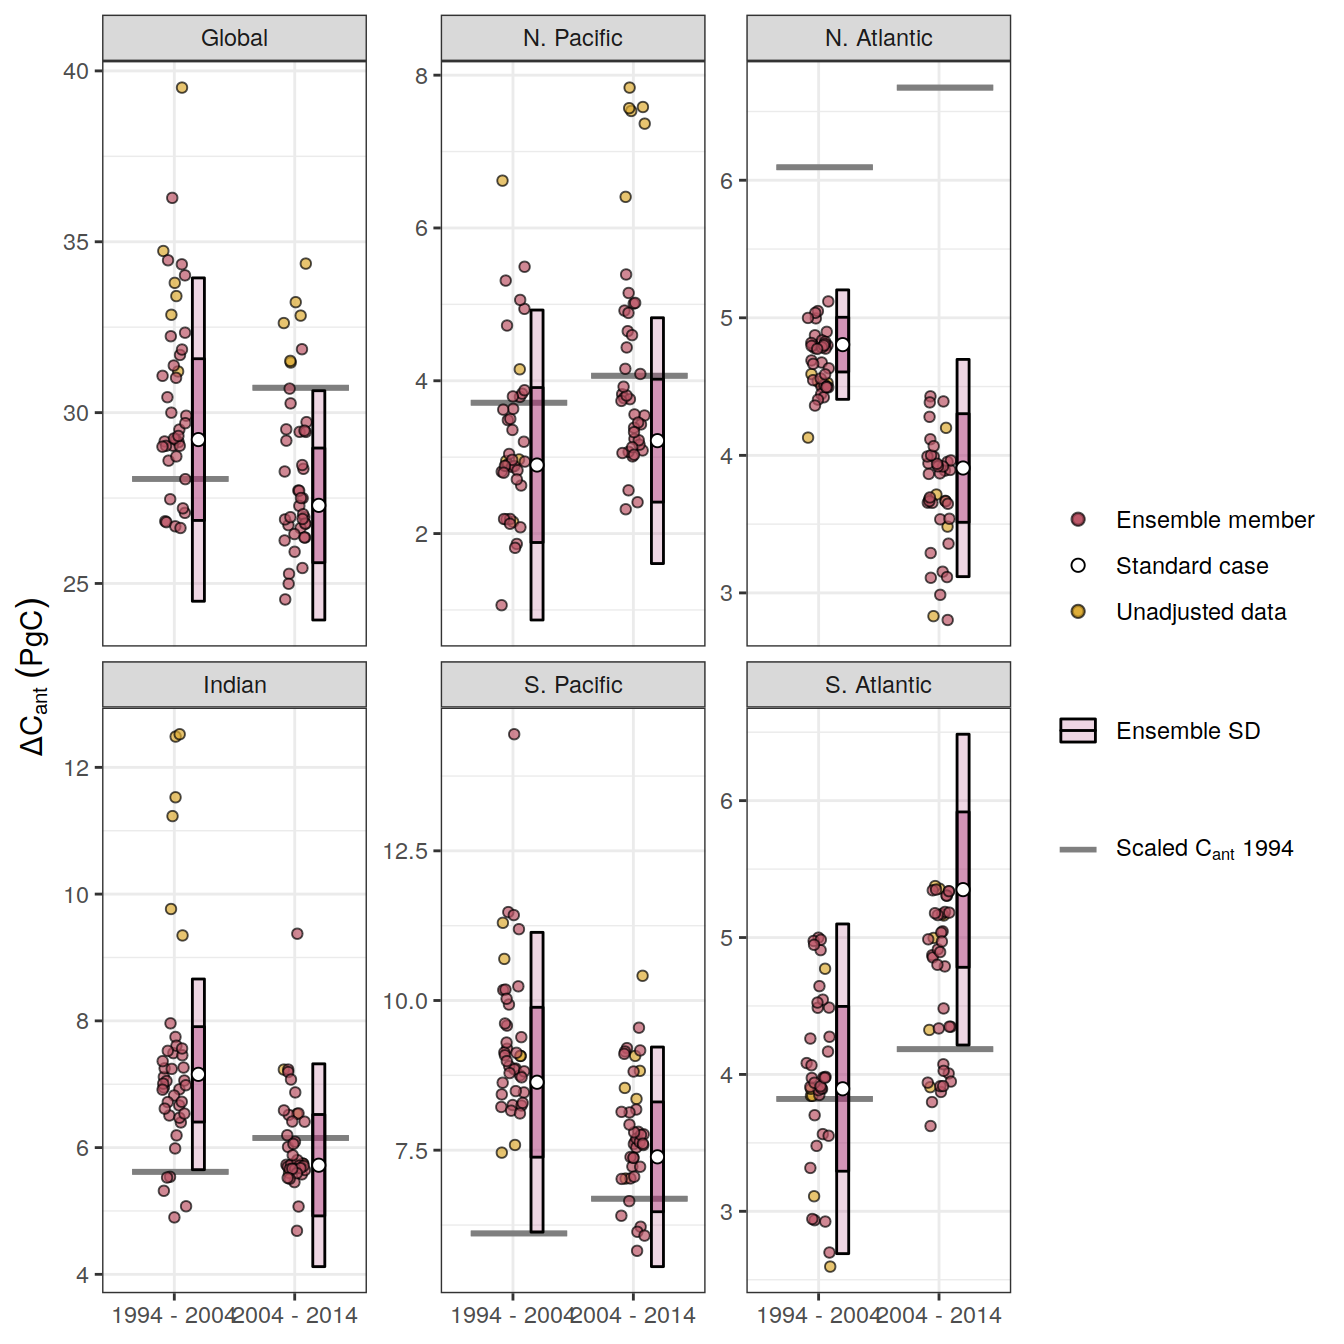 Global
N. Pacific
N. Atlantic
40
35
30
25
8
6
4
2
6
5
4
3
Indian
S. Pacific
S. Atlantic
12
10
8
6
4
12.5
10.0
7.5
6
5
4
3
1994 - 2004
2004 - 2014
1994 - 2004
2004 - 2014
1994 - 2004
2004 - 2014
ΔCant (PgC)
Ensemble member
Standard case
Unadjusted data
Ensemble SD
Scaled Cant 1994